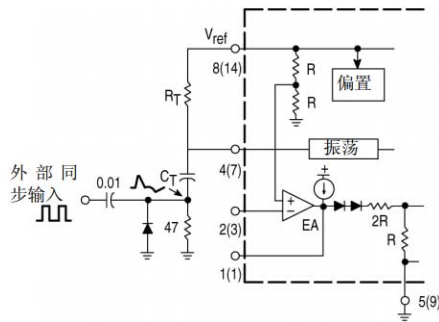 Vref
8(14)
R
R
偏置
RT
4(7)
振荡
外部同
步输入
0.01
CT
47
2(3)
+
−
EA
+
2R
R
1(1)
5(9)